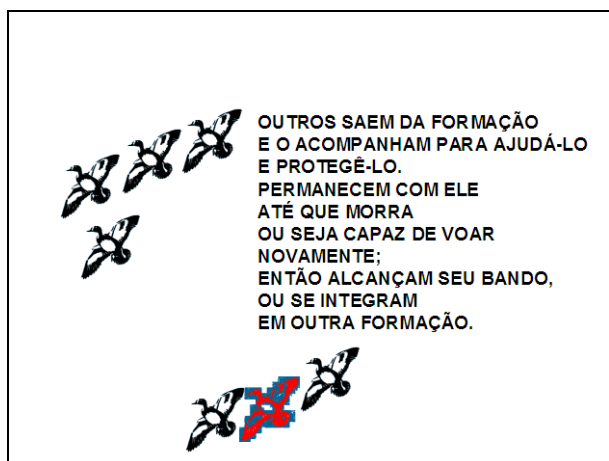 OUTROS SAEM DA FORMAÇÃO
E O ACOMPANHAM PARA AJUDÁ-LO
E PROTEGÊ-LO.
PERMANECEM COM ELE
ATÉ QUE MORRA
OU SEJA CAPAZ DE VOAR
NOVAMENTE;
ENTÃO ALCANÇAM SEU BANDO,
OU SE INTEGRAM
EM OUTRA FORMAÇÃO.